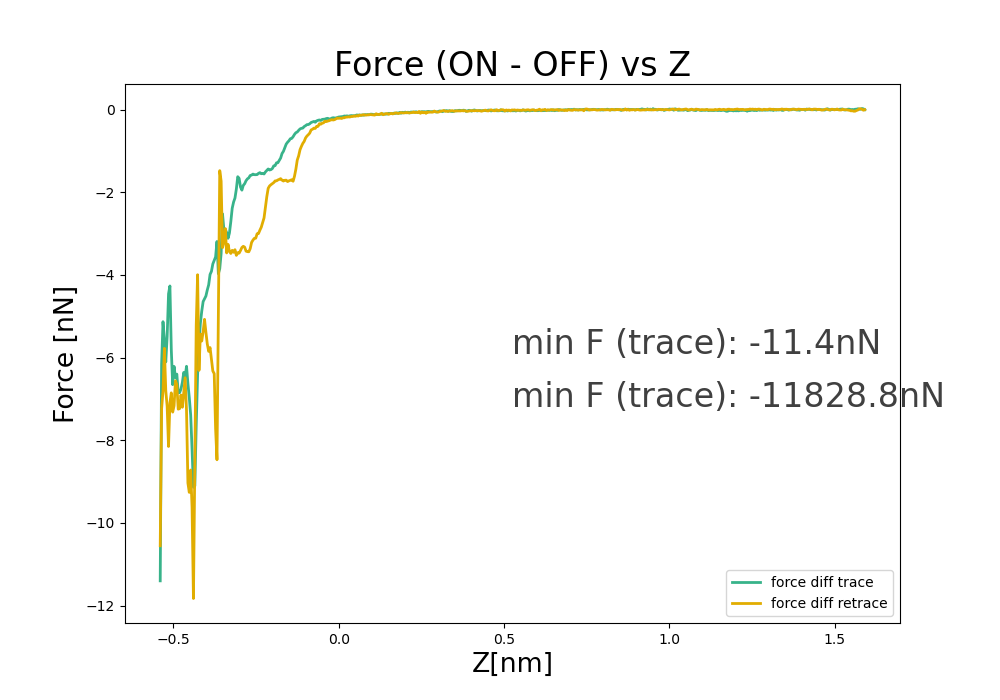 Force (ON - OFF) vs Z
Force [nN]
0
−2
−4
−6
−8
−10
−12
min F (trace): -11.4nN
min F (trace): -11828.8nN
force diff trace
force diff retrace
−0.5
0.0
0.5
1.0
1.5
Z[nm]